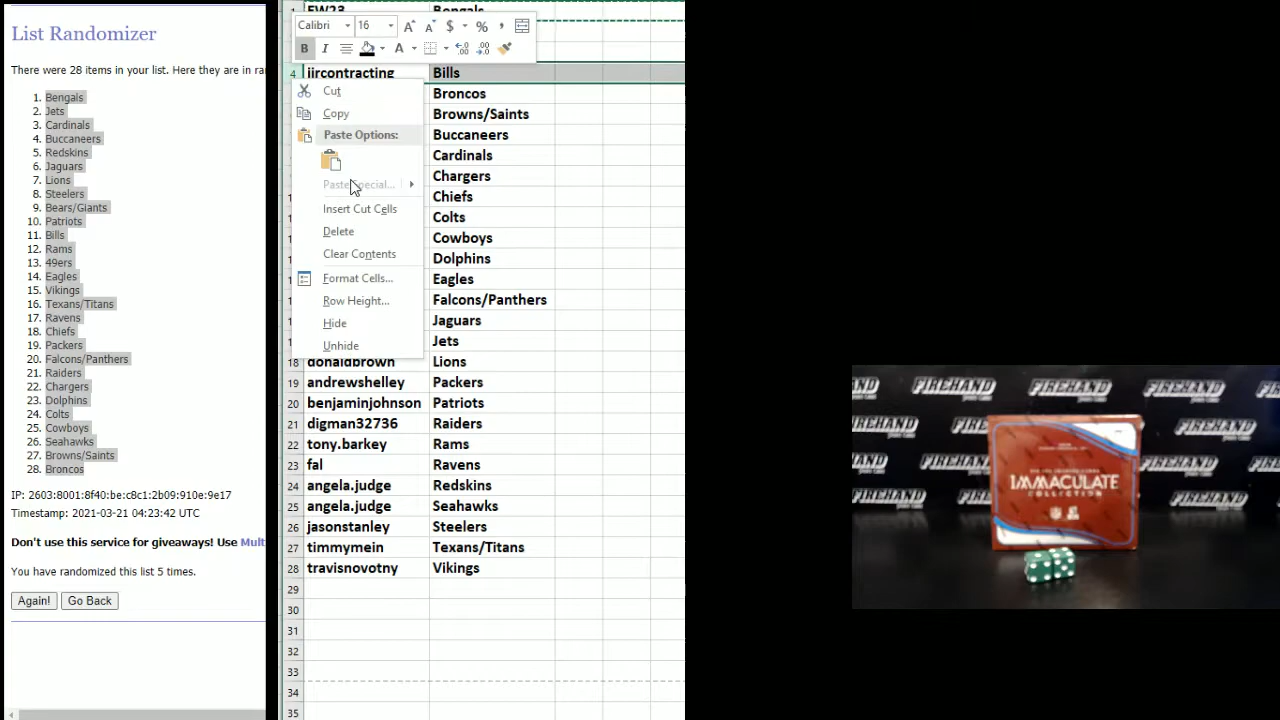 List Randomizer
There were 28 items in your list. Here they are in
1. Bengals
2. Jets
3. Cardinals
4. Buccaneers
5. Redskins
6. Jaguars
7. Lions
8. Steelers
9. Bears/Giants
10. Patriots
11. Bills
12. Rams
13. 49ers
14. Eagles
15. Vikings
16. Texans/Titans
17. Ravens
18. Chiefs
19. Packers
20. Falcons/Panthers
21. Raiders
22. Chargers
23. Dolphins
24. Colts
25. Cowboys
26. Seahawks
27. Browns/Saints
28. Broncos
IP: 2603:8001:8f40:be:c8c1:2b09:910e:9e17
Timestamp: 2021-03-21 04:23:42 UTC
Don't use this service for giveaways! Use
You have randomized this list 5 times.
Again! Go Back
Calibri 16 A A $ % ,
B I A
Cut
Copy
Paste Options:
Paste Special...
Insert Cut Cells
Delete
Clear Contents
Format Cells...
Row Height...
Hide
Unhide
Bengals
4 jircontracting Bills
Broncos
Browns/Saints
Buccaneers
Cardinals
Chargers
Chiefs
Colts
Cowboys
Dolphins
Eagles
Falcons/Panthers
Jaguars
Jets
18 donaldbrown Lions
19 andrewshelley Packers
20 benjaminjohnson Patriots
21 digman32736 Raiders
22 tony.barkey Rams
23 fal Ravens
24 angela.judge Redskins
25 angela.judge Seahawks
26 jasonstanley Steelers
27 timmymein Texans/Titans
28 travisnovotny Vikings
29
30
31
32
33
34
35
FIREHAND FIREHAND FIREHAND
FIREHAND FIREHAND
FIREHAND FIREHAND
FIREHAND FIREHAND
IMMACULATE
COLLECTION